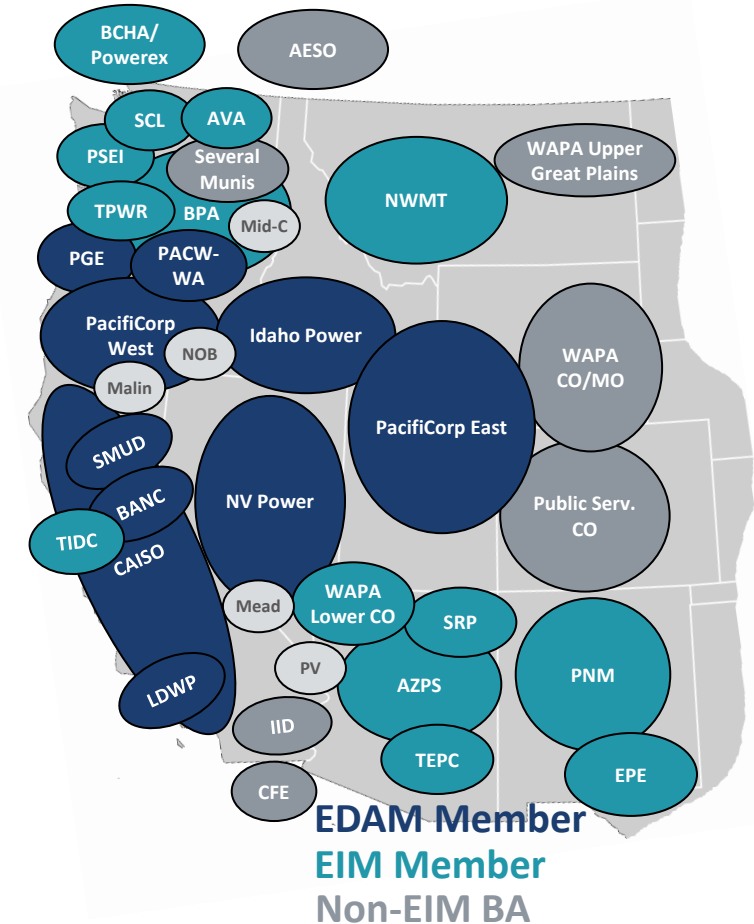 BCHA/
Powerex
AESO
SCL
AVA
PSEI
Several
Munis
WAPA Upper
Great Plains
NWMT
TPWR
BPA
Mid-C
PGE
PACW-
WA
PacifiCorp
West
NOB
Idaho Power
Malin
WAPA
CO/MO
PacifiCorp East
SMUD
BANC
NV Power
Public Serv.
CO
TIDC
CAISO
Mead
WAPA
Lower CO
SRP
PV
AZPS
PNM
LDWP
IID
TEPC
EPE
CFE
EDAM Member
EIM Member
Non-EIM BA